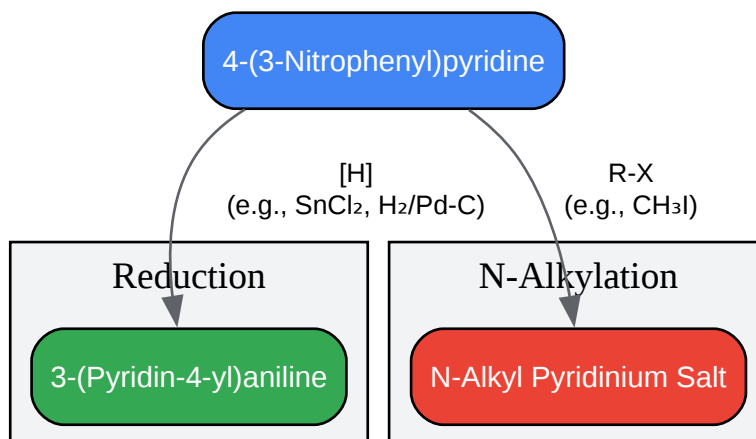 4-(3-Nitrophenyl)pyridine
[H]
(e.g., SnCl₂, H₂/Pd-C)
R-X
(e.g., CH₃I)
Reduction
N-Alkylation
3-(Pyridin-4-yl)aniline
N-Alkyl Pyridinium Salt